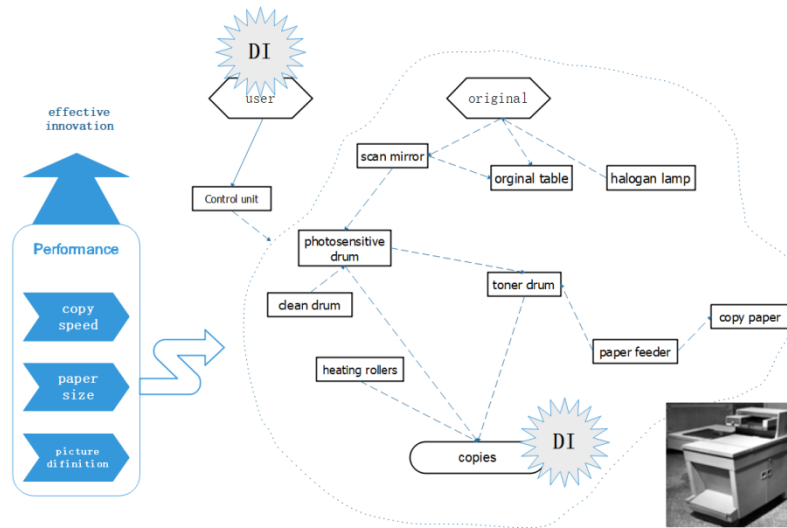 DI
user
original
effective
innovation
scan mirror
orginal table
halogan lamp
Control unit
Performance
photosensitive
drum
toner drum
clean drum
copy
speed
copy paper
paper feeder
heating rollers
paper
size
DI
copies
picture
difinition